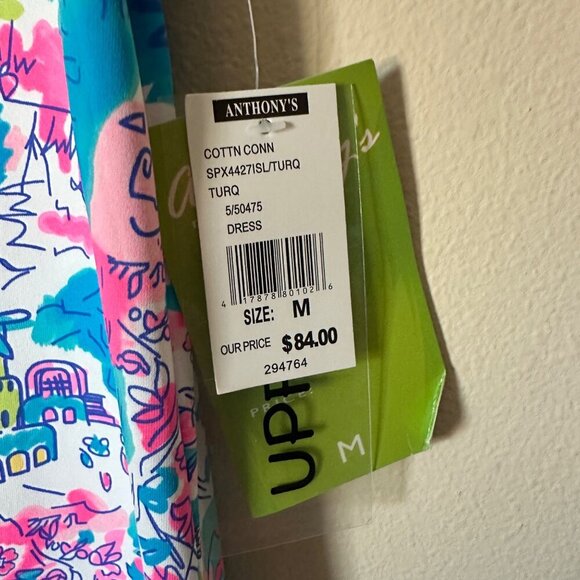 ANTHONY'S
COTTN CONN
SPX4427ISL/TURQ
TURQ
5/50475
DRESS
4 17878 80102 6
SIZE: M
OUR PRICE $84.00
294764
M